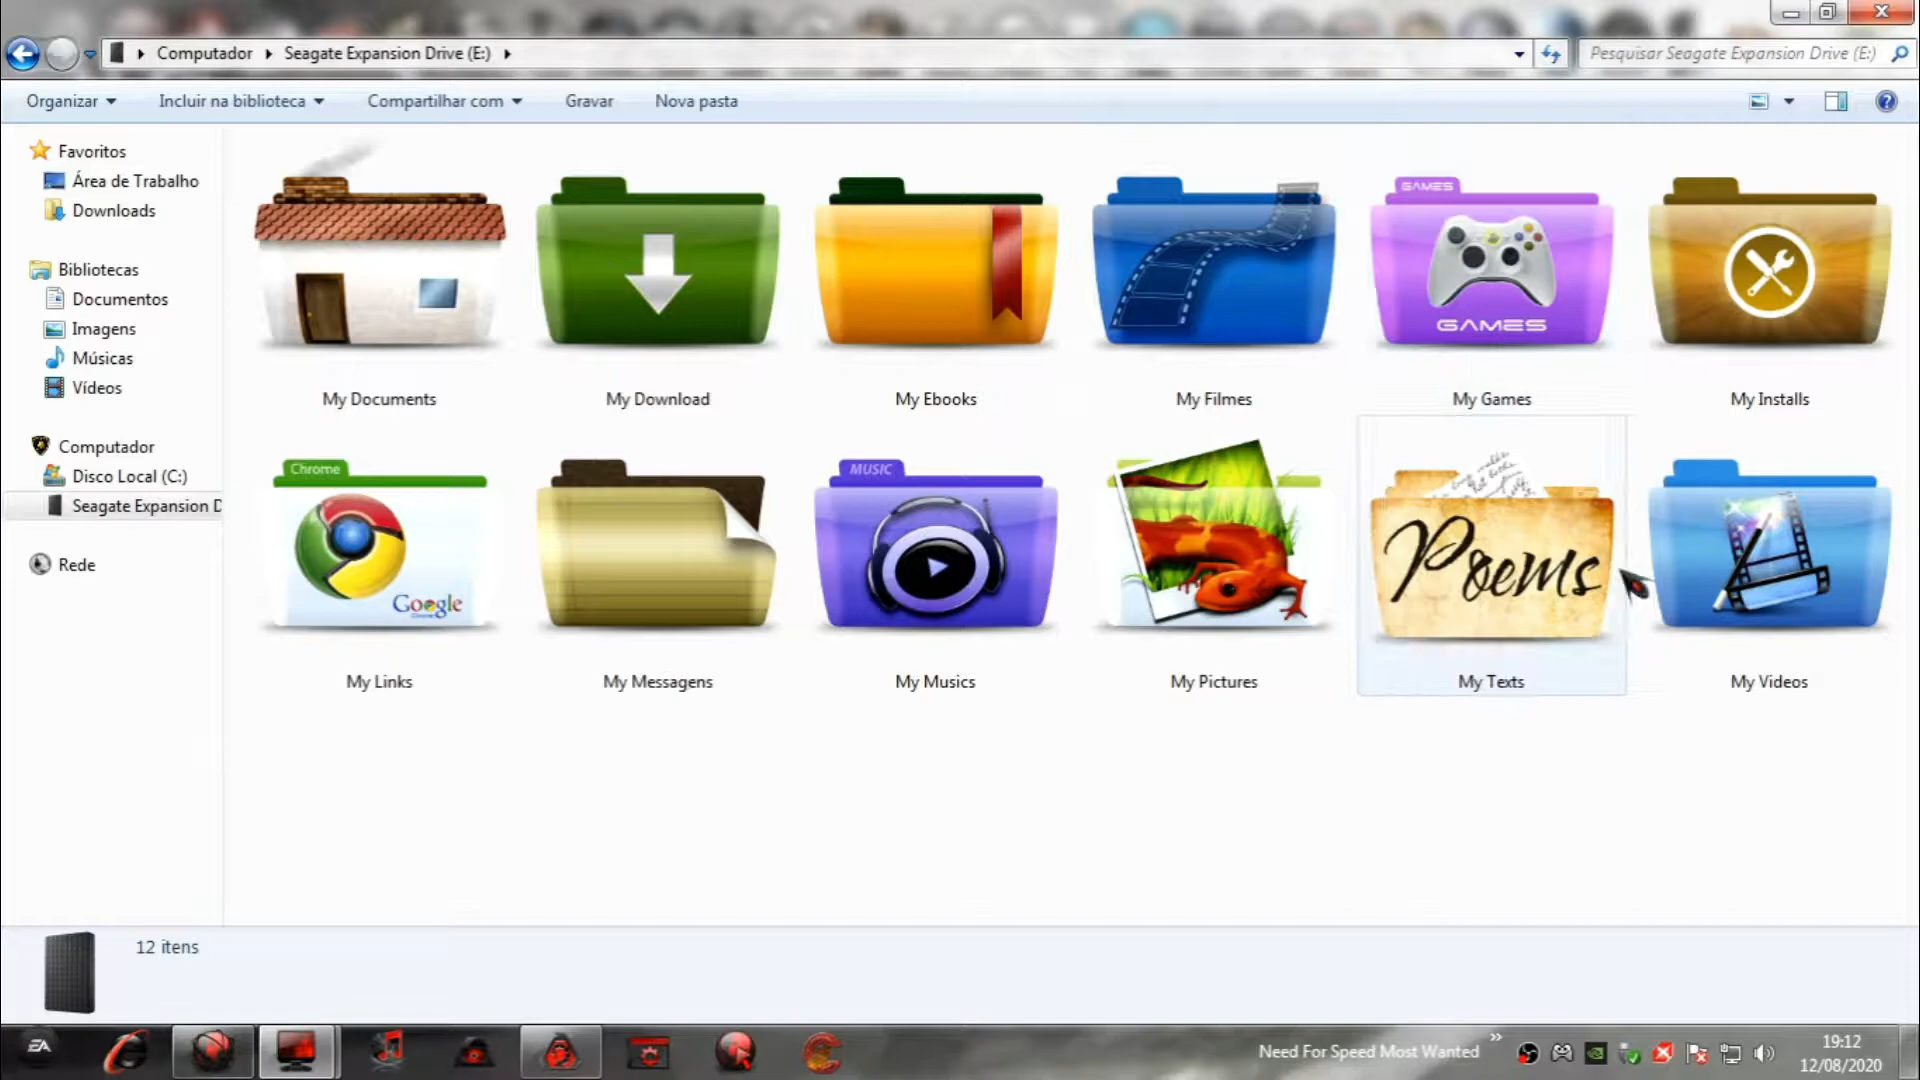 Computador
Seagate Expansion Drive (E:)
Pesquisar Seagate Expansion Drive (E:)
Organizar
Incluir na biblioteca
Compartilhar com
Gravar
Nova pasta
Favoritos
Área de Trabalho
Downloads
Bibliotecas
Documentos
Imagens
Músicas
Vídeos
Computador
Disco Local (C:)
Seagate Expansion D
Rede
GAMES
GAMES
My Documents
My Download
My Ebooks
My Filmes
My Games
My Installs
Chrome
Google
MUSIC
Poems
My Links
My Messagens
My Musics
My Pictures
My Texts
My Videos
12 itens
EA
Need For Speed Most Wanted
»
19:12
12/08/2020